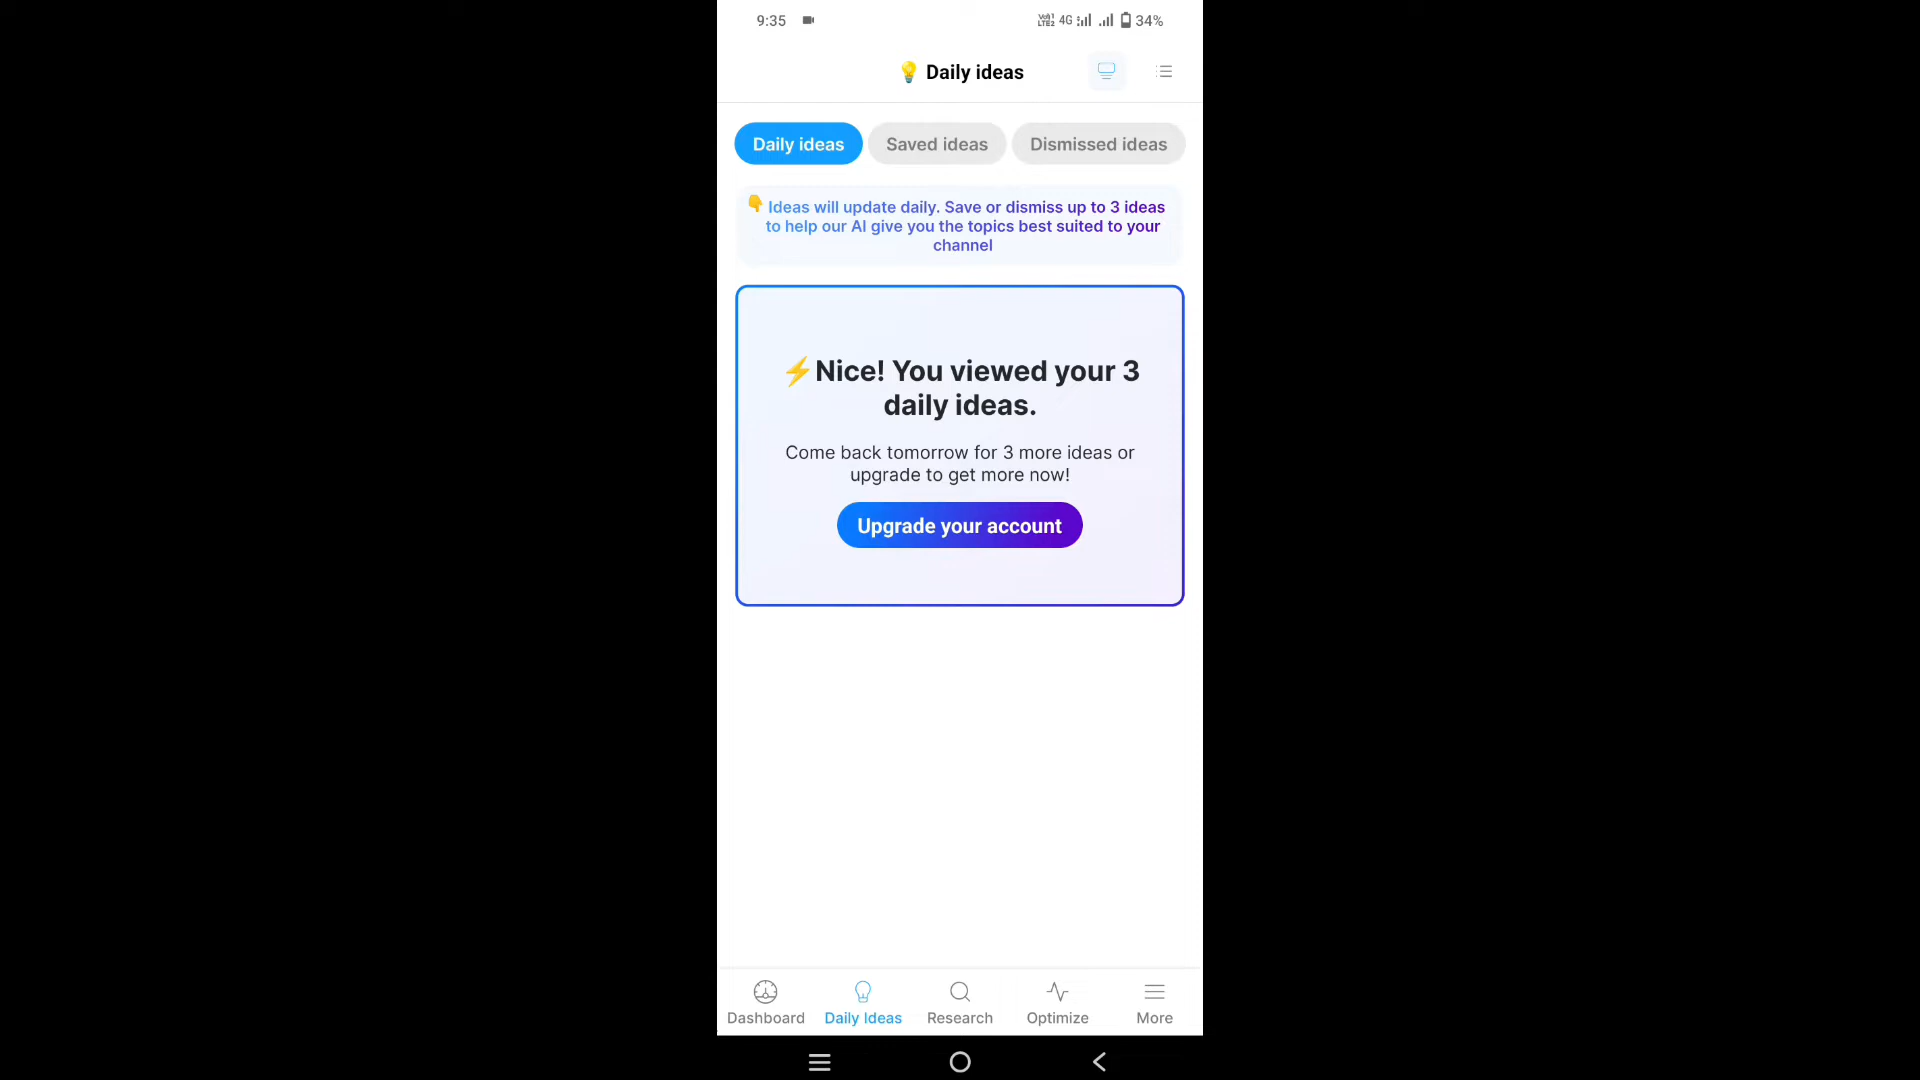 9:35
Vo1 LTE2 4G 34%
💡 Daily ideas
Daily ideas
Saved ideas
Dismissed ideas
👇 Ideas will update daily. Save or dismiss up to 3 ideas
to help our AI give you the topics best suited to your
channel
⚡Nice! You viewed your 3
daily ideas.
Come back tomorrow for 3 more ideas or
upgrade to get more now!
Upgrade your account
Dashboard
Daily Ideas
Research
Optimize
More